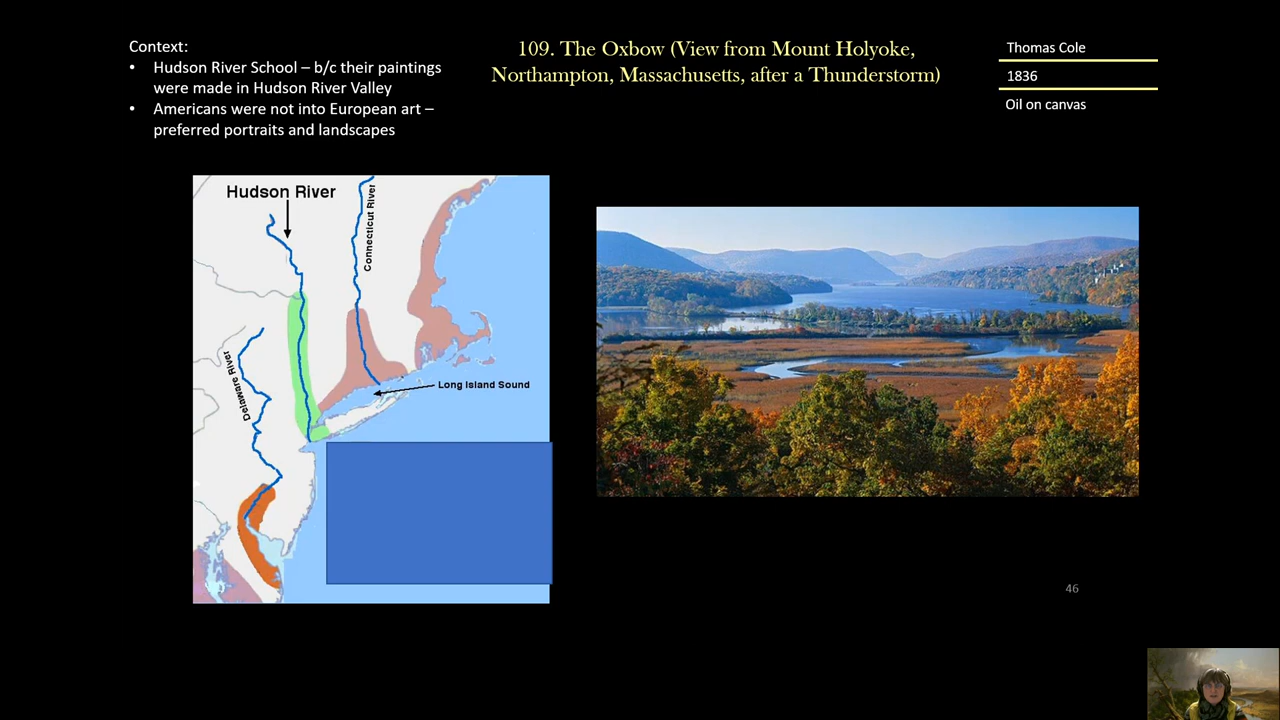 Context:
• Hudson River School – b/c their paintings
were made in Hudson River Valley
• Americans were not into European art –
preferred portraits and landscapes
109. The Oxbow (View from Mount Holyoke,
Northampton, Massachusetts, after a Thunderstorm)
Thomas Cole
1836
Oil on canvas
Hudson River
Connecticut River
Delaware River
Long Island Sound
46